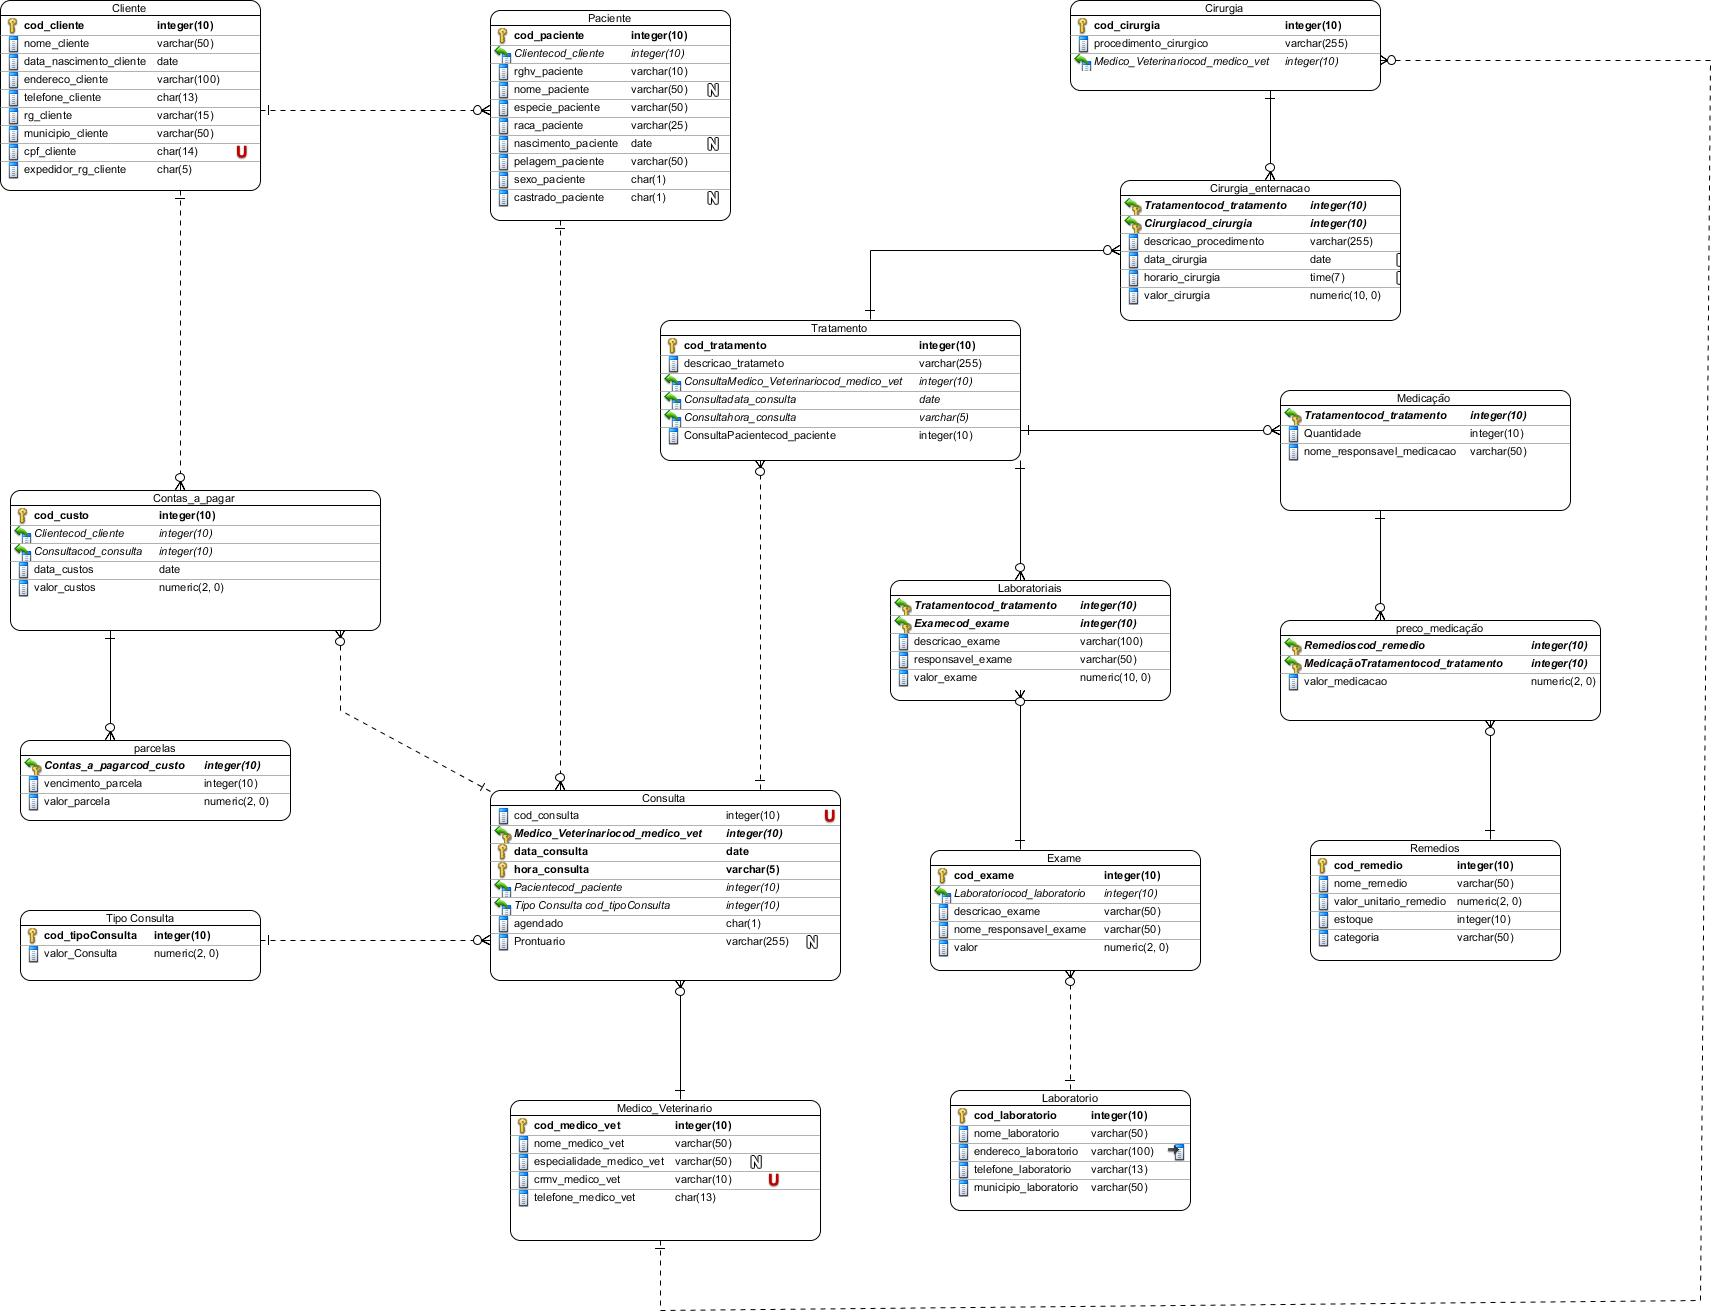 Cliente
cod_cliente integer(10)
nome_cliente varchar(50)
data_nascimento_cliente date
endereco_cliente varchar(100)
telefone_cliente char(13)
rg_cliente varchar(15)
municipio_cliente varchar(50)
cpf_cliente char(14) U
expedidor_rg_cliente char(5)
Paciente
cod_paciente integer(10)
Clientecod_cliente integer(10)
rghv_paciente varchar(10)
nome_paciente varchar(50) N
especie_paciente varchar(50)
raca_paciente varchar(25)
nascimento_paciente date N
pelagem_paciente varchar(50)
sexo_paciente char(1)
castrado_paciente char(1) N
Cirurgia
cod_cirurgia integer(10)
procedimento_cirurgico varchar(255)
Medico_Veterinariocod_medico_vet integer(10)
Cirurgia_enternacao
Tratamentocod_tratamento integer(10)
Cirurgiacod_cirurgia integer(10)
descricao_procedimento varchar(255)
data_cirurgia date
horario_cirurgia time(7)
valor_cirurgia numeric(10, 0)
Tratamento
cod_tratamento integer(10)
descricao_tratameto varchar(255)
ConsultaMedico_Veterinariocod_medico_vet integer(10)
Consultadata_consulta date
Consultahora_consulta varchar(5)
ConsultaPacientecod_paciente integer(10)
Medicação
Tratamentocod_tratamento integer(10)
Quantidade integer(10)
nome_responsavel_medicacao varchar(50)
Contas_a_pagar
cod_custo integer(10)
Clientecod_cliente integer(10)
Consultacod_consulta integer(10)
data_custos date
valor_custos numeric(2, 0)
Laboratoriais
Tratamentocod_tratamento integer(10)
Examecod_exame integer(10)
descricao_exame varchar(100)
responsavel_exame varchar(50)
valor_exame numeric(10, 0)
preco_medicação
Remedioscod_remedio integer(10)
MedicaçãoTratamentocod_tratamento integer(10)
valor_medicacao numeric(2, 0)
parcelas
Contas_a_pagarcod_custo integer(10)
vencimento_parcela integer(10)
valor_parcela numeric(2, 0)
Consulta
cod_consulta integer(10) U
Medico_Veterinariocod_medico_vet integer(10)
data_consulta date
hora_consulta varchar(5)
Pacientecod_paciente integer(10)
Tipo Consulta cod_tipoConsulta integer(10)
agendado char(1)
Prontuario varchar(255) N
Tipo Consulta
cod_tipoConsulta integer(10)
valor_Consulta numeric(2, 0)
Exame
cod_exame integer(10)
Laboratoriocod_laboratorio integer(10)
descricao_exame varchar(50)
nome_responsavel_exame varchar(50)
valor numeric(2, 0)
Remedios
cod_remedio integer(10)
nome_remedio varchar(50)
valor_unitario_remedio numeric(2, 0)
estoque integer(10)
categoria varchar(50)
Medico_Veterinario
cod_medico_vet integer(10)
nome_medico_vet varchar(50)
especialidade_medico_vet varchar(50) N
crmv_medico_vet varchar(10) U
telefone_medico_vet char(13)
Laboratorio
cod_laboratorio integer(10)
nome_laboratorio varchar(50)
endereco_laboratorio varchar(100)
telefone_laboratorio varchar(13)
municipio_laboratorio varchar(50)